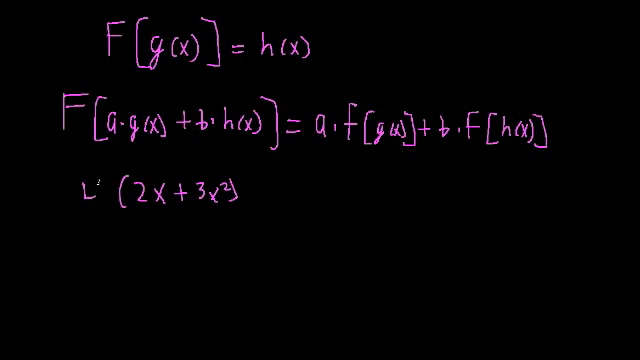 F[g(x)] = h(x)
F[a·g(x) + b·h(x)] = a·F[g(x)] + b·F[h(x)]
(2x + 3x²)